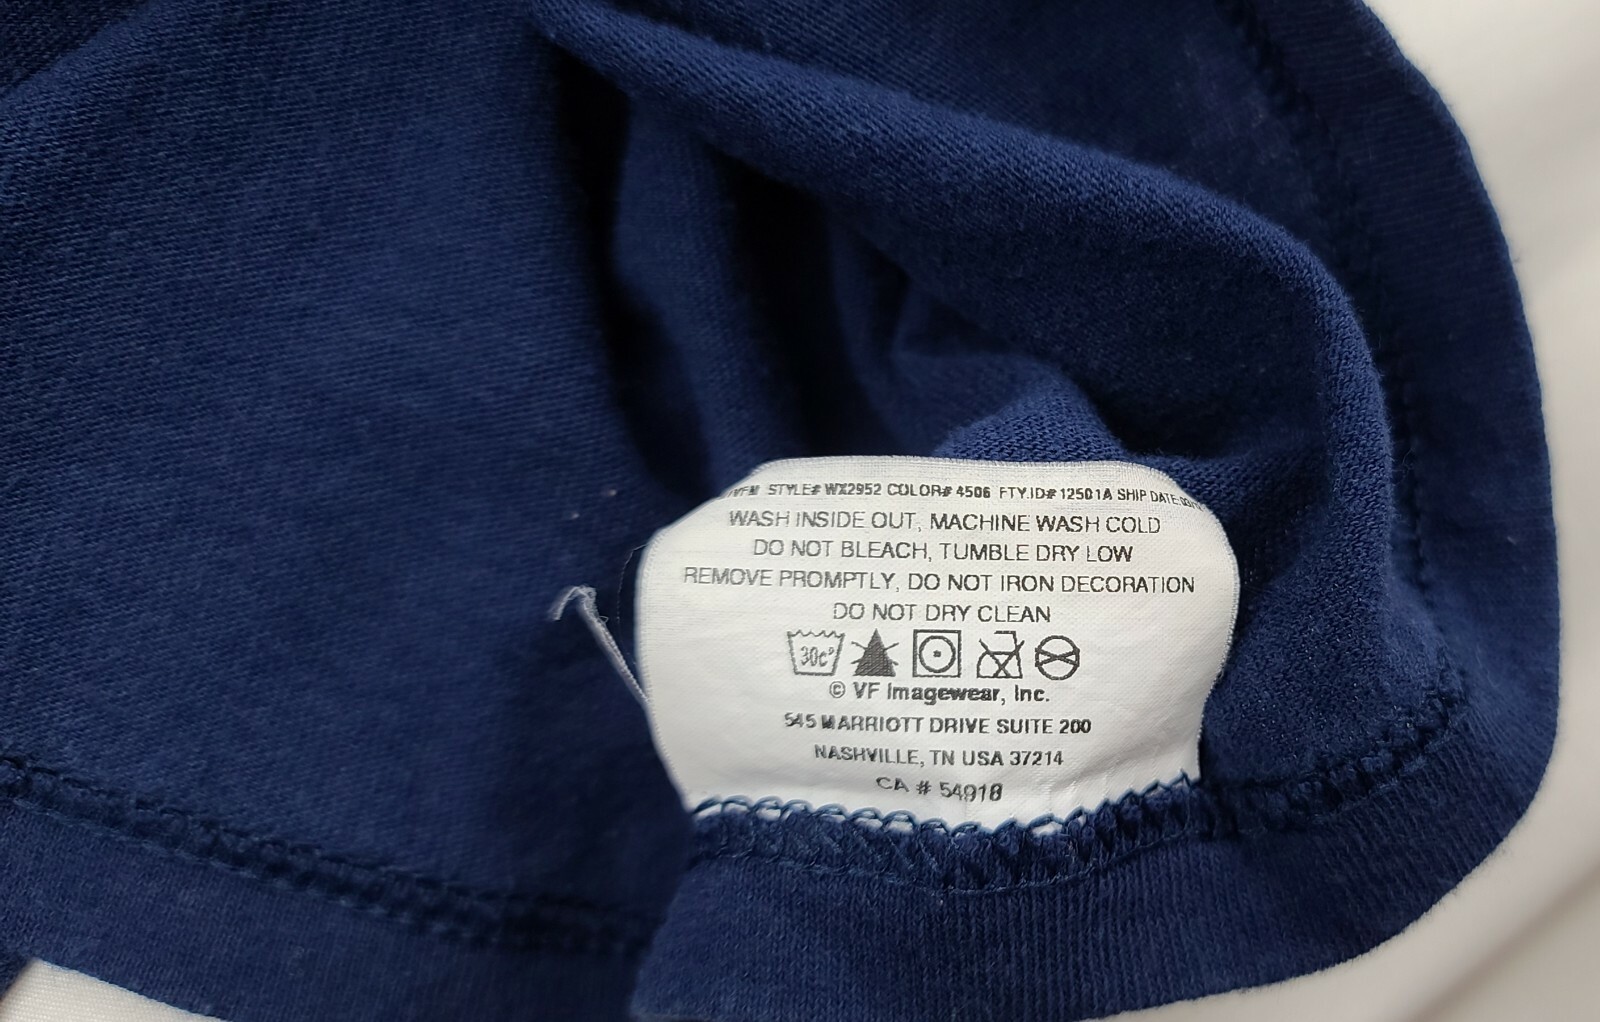 STYLE# WX2952 COLOR# 4506 FTY.ID# 12501A SHIP DATE
WASH INSIDE OUT, MACHINE WASH COLD
DO NOT BLEACH, TUMBLE DRY LOW
REMOVE PROMPTLY, DO NOT IRON DECORATION
DO NOT DRY CLEAN
30c°
© VF Imagewear, Inc.
545 MARRIOTT DRIVE SUITE 200
NASHVILLE, TN USA 37214
CA # 54918